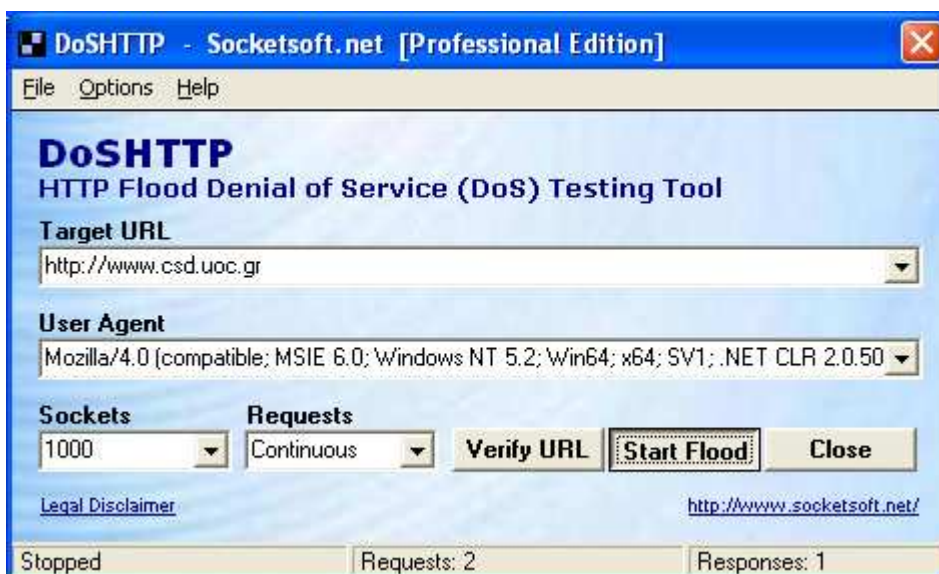 DoSHTTP - Socketsoft.net [Professional Edition]
File Options Help
DoSHTTP
HTTP Flood Denial of Service (DoS) Testing Tool
Target URL
http://www.csd.uoc.gr
User Agent
Mozilla/4.0 (compatible; MSIE 6.0; Windows NT 5.2; Win64; x64; SV1; .NET CLR 2.0.50
Sockets Requests
1000 Continuous Verify URL Start Flood Close
Legal Disclaimer http://www.socketsoft.net/
Stopped Requests: 2 Responses: 1